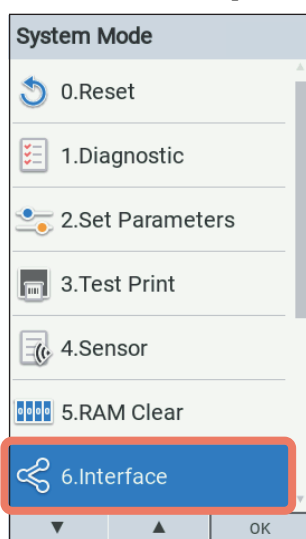 System Mode
0.Reset
1.Diagnostic
2.Set Parameters
3.Test Print
4.Sensor
0000 5.RAM Clear
6.Interface
▼ ▲ OK